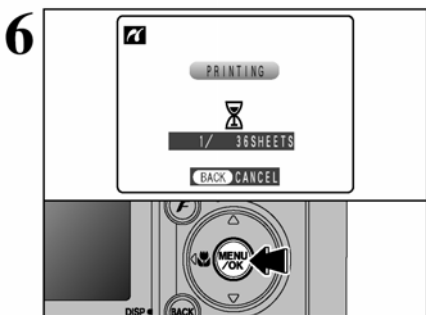 6
PRINTING
1/ 36SHEETS
BACK CANCEL
F
MENU
/OK
DISP
BACK